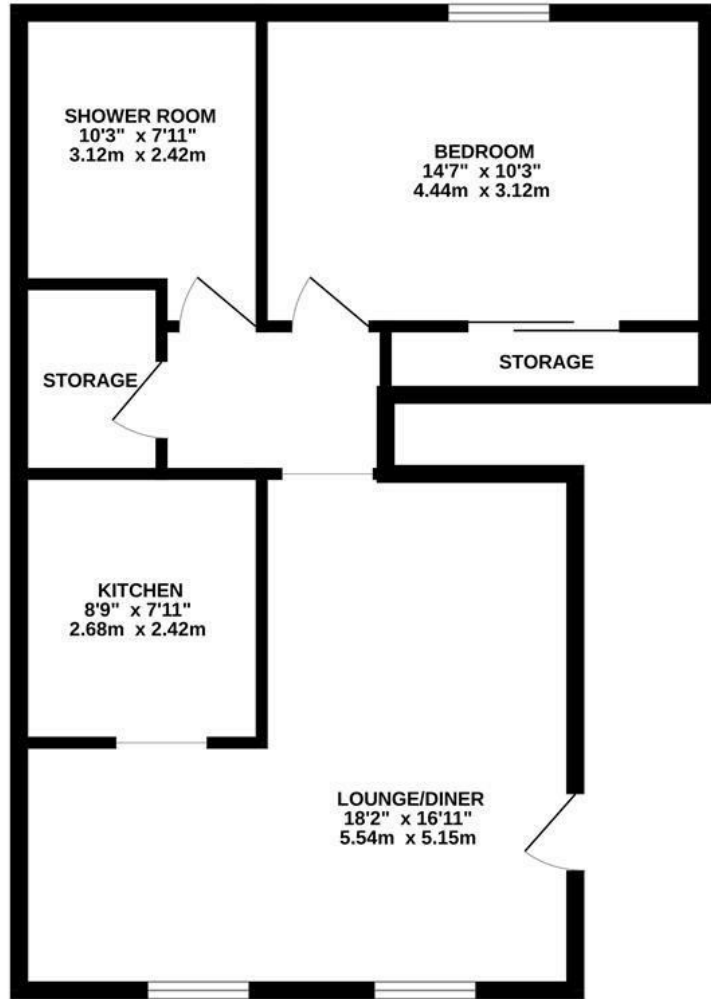 SHOWER ROOM
10'3" x 7'11"
3.12m x 2.42m
BEDROOM
14'7" x 10'3"
4.44m x 3.12m
STORAGE
STORAGE
KITCHEN
8'9" x 7'11"
2.68m x 2.42m
LOUNGE/DINER
18'2" x 16'11"
5.54m x 5.15m